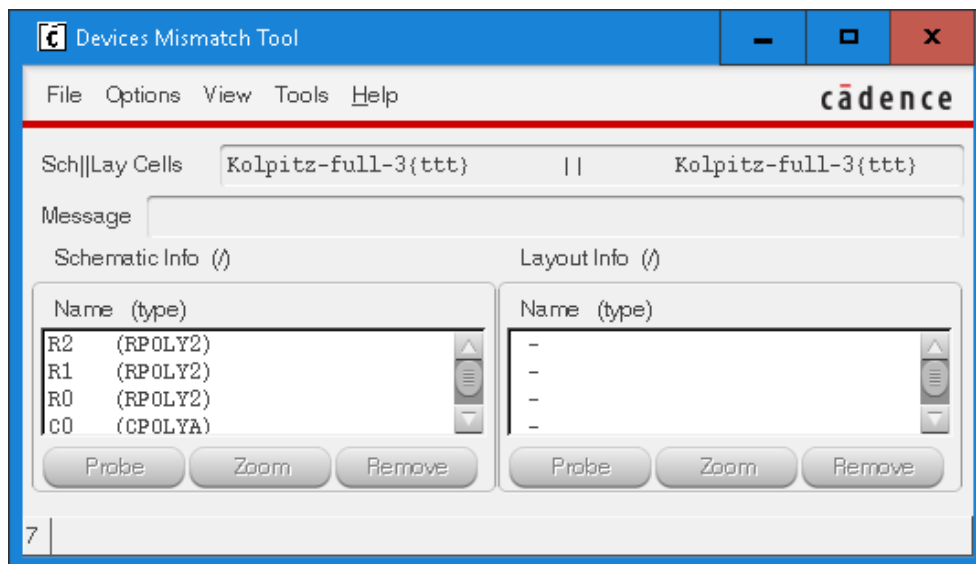 Devices Mismatch Tool
File Options View Tools Help cādence
Sch||Lay Cells Kolpitz-full-3{ttt} || Kolpitz-full-3{ttt}
Message
Schematic Info (/) Layout Info (/)
Name (type) Name (type)
R2 (RPOLY2) -
R1 (RPOLY2) -
R0 (RPOLY2) -
C0 (CPOLYA) -
Probe Zoom Remove Probe Zoom Remove
7